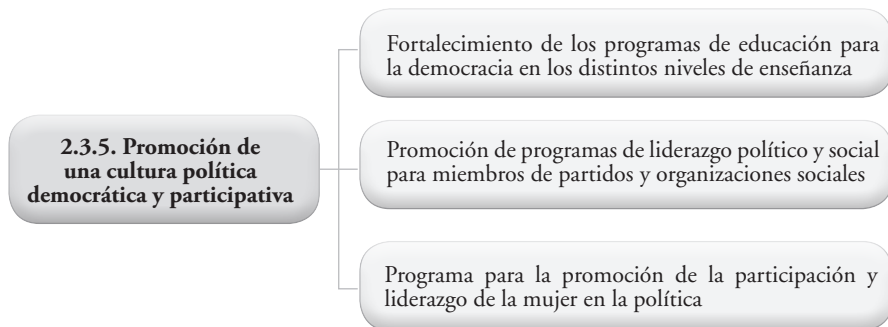 Fortalecimiento de los programas de educación para
la democracia en los distintos niveles de enseñanza
2.3.5. Promoción de
una cultura política
democrática y participativa
Promoción de programas de liderazgo político y social
para miembros de partidos y organizaciones sociales
Programa para la promoción de la participación y
liderazgo de la mujer en la política